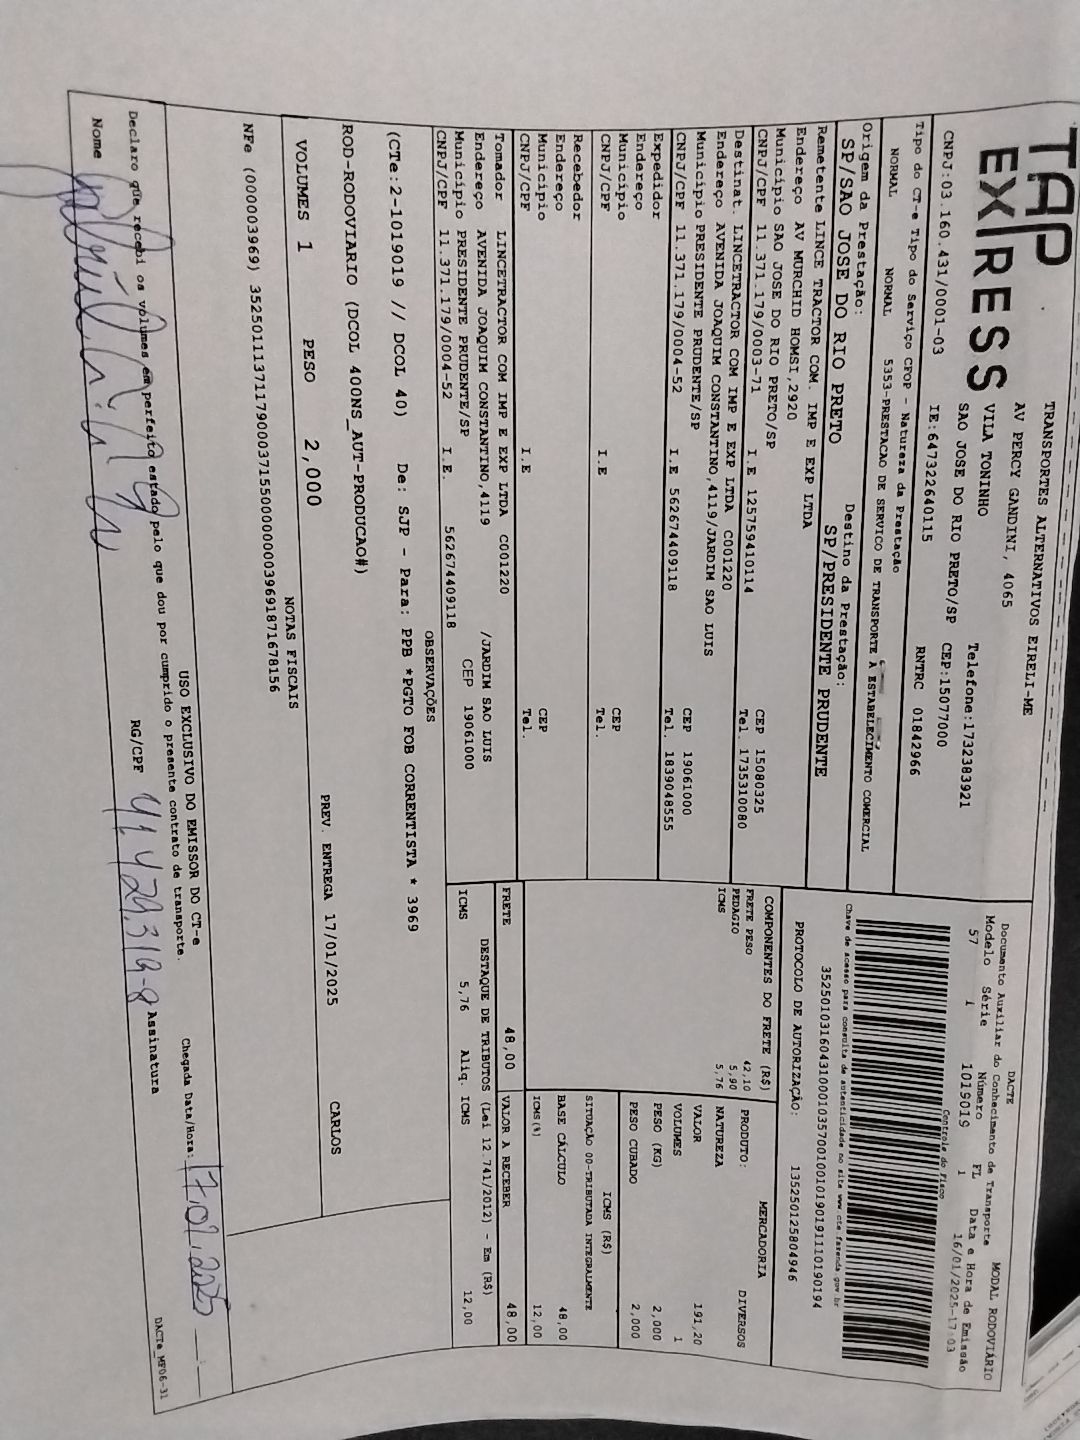 TAP
EXPRESS
TRANSPORTES ALTERNATIVOS EIRELI-ME
AV PERCY GANDINI, 4065
VILA TONINHO
SAO JOSE DO RIO PRETO/SP
Telefone:1732383921
CEP:15077000
CNPJ:03.160.431/0001-03
IE:647322640115
RNTRC 01842966
Tipo do CT-e Tipo do Serviço CFOP - Natureza da Prestação
NORMAL NORMAL 5353-PRESTACAO DE SERVICO DE TRANSPORTE A ESTABELECIMENTO COMERCIAL
Origem da Prestação: Destino da Prestação:
SP/SAO JOSE DO RIO PRETO SP/PRESIDENTE PRUDENTE
DACTE MODAL RODOVIÁRIO
Documento Auxiliar do Conhecimento de Transporte
Modelo Série Número FL Data e Hora de Emissão
57 1 1019019 1 16/01/2025-17:03
Controle do Fisco
Chave de acesso para consulta de autenticidade no site www.cte.fazenda.gov.br
35250103160431000103570010010190191110190194
PROTOCOLO DE AUTORIZAÇÃO: 135250125804946
Remetente LINCE TRACTOR COM. IMP E EXP LTDA
Endereço AV MURCHID HOMSI,2920
Município SAO JOSE DO RIO PRETO/SP CEP 15080325
CNPJ/CPF 11.371.179/0003-71 I.E 125759410114 Tel. 1735310080
Destinat. LINCETRACTOR COM IMP E EXP LTDA C001220
Endereço AVENIDA JOAQUIM CONSTANTINO,4119/JARDIM SAO LUIS
Município PRESIDENTE PRUDENTE/SP CEP 19061000
CNPJ/CPF 11.371.179/0004-52 I.E 562674409118 Tel. 1839048555
Expedidor
Endereço
Município CEP
CNPJ/CPF I.E Tel.
Recebedor
Endereço
Município CEP
CNPJ/CPF I.E Tel.
Tomador LINCETRACTOR COM IMP E EXP LTDA C001220
Endereço AVENIDA JOAQUIM CONSTANTINO,4119 /JARDIM SAO LUIS
Município PRESIDENTE PRUDENTE/SP CEP 19061000
CNPJ/CPF 11.371.179/0004-52 I.E. 562674409118
COMPONENTES DO FRETE (R$)
FRETE PESO 42,10
PEDAGIO 5,90
ICMS 5,76
MERCADORIA
PRODUTO: DIVERSOS
NATUREZA
VALOR 191,20
VOLUMES 1
PESO (KG) 2,000
PESO CUBADO 2,000
ICMS (R$)
SITUAÇÃO 00-TRIBUTADA INTEGRALMENTE
BASE CÁLCULO 48,00
ICMS(%) 12,00
FRETE 48,00 VALOR A RECEBER 48,00
DESTAQUE DE TRIBUTOS (Lei 12.741/2012) - Em (R$)
ICMS 5,76 Aliq. ICMS 12,00
OBSERVAÇÕES
(CTe:2-1019019 // DCOL 40) De: SJP - Para: PPB *PGTO FOB CORRENTISTA * 3969
ROD-RODOVIARIO (DCOL 400NS_AUT-PRODUCAO#)
VOLUMES 1 PESO 2,000 PREV. ENTREGA 17/01/2025 CARLOS
NOTAS FISCAIS
NFe (000003969) 35250111371179000371550000000039691871678156
USO EXCLUSIVO DO EMISSOR DO CT-e
Declaro que recebi os volumes em perfeito estado pelo que dou por cumprido o presente contrato de transporte.
Chegada Data/Hora:
Nome RG/CPF Assinatura
DACTe_MF06-31